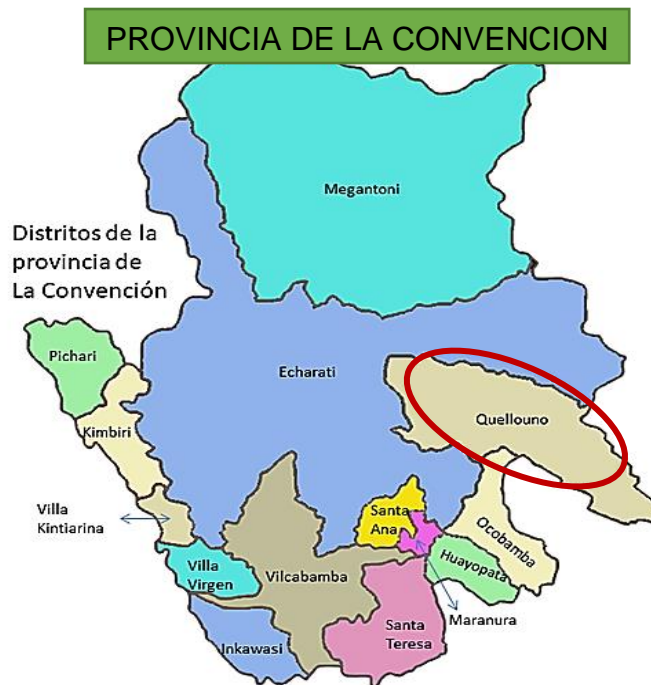 PROVINCIA DE LA CONVENCION
Megantoni
Distritos de la
provincia de
La Convención
Pichari
Echarati
Quellouno
Kimbiri
Villa
Kintiarina
Santa
Ana
Ocobamba
Huayopata
Villa
Virgen
Vilcabamba
Maranura
Santa
Teresa
Inkawasi